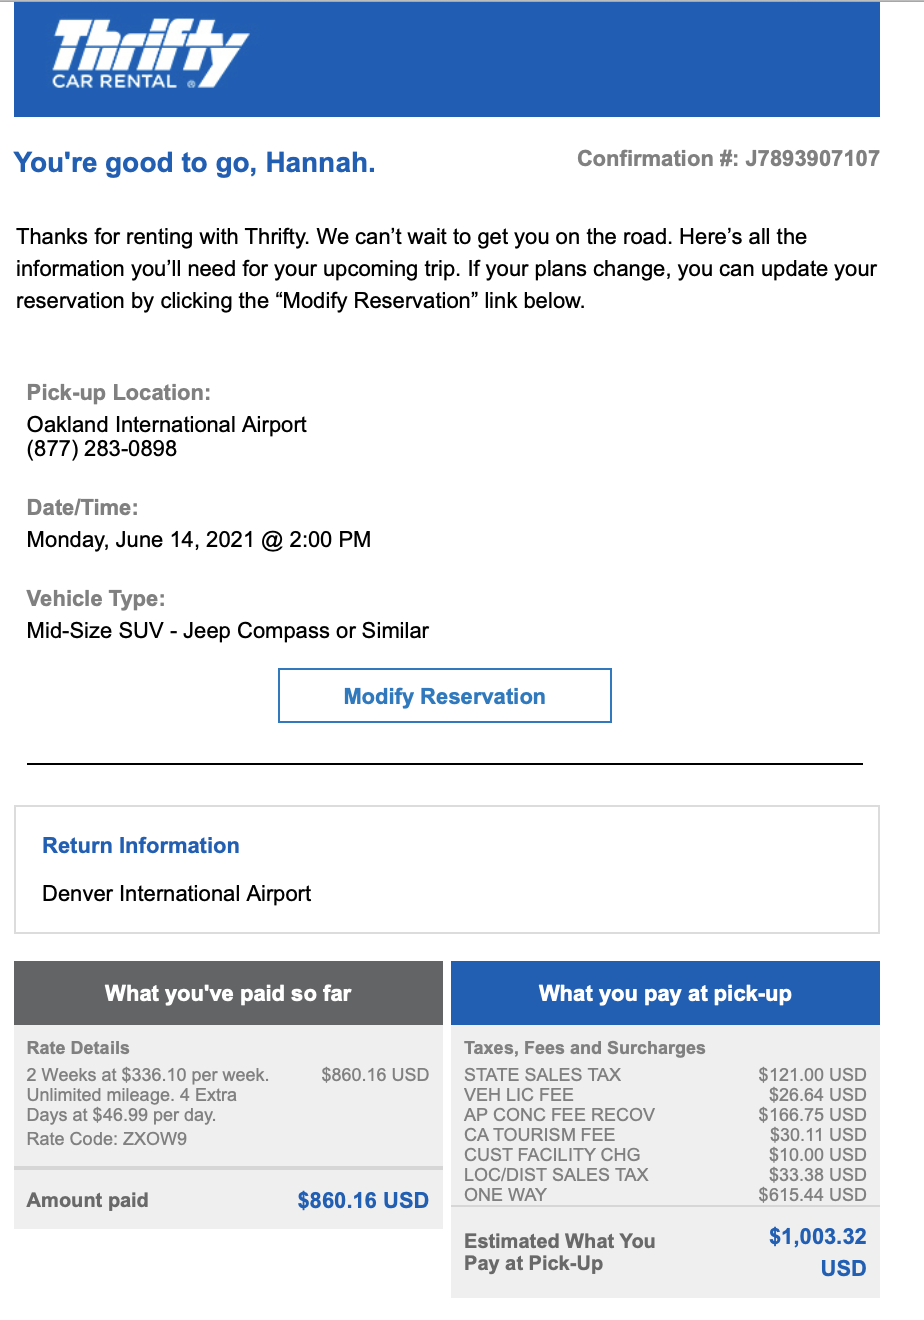 Thrifty
CAR RENTAL ®
You're good to go, Hannah.
Confirmation #: J7893907107
Thanks for renting with Thrifty. We can’t wait to get you on the road. Here’s all the
information you’ll need for your upcoming trip. If your plans change, you can update your
reservation by clicking the “Modify Reservation” link below.
Pick-up Location:
Oakland International Airport
(877) 283-0898
Date/Time:
Monday, June 14, 2021 @ 2:00 PM
Vehicle Type:
Mid-Size SUV - Jeep Compass or Similar
Modify Reservation
Return Information
Denver International Airport
What you've paid so far
Rate Details
2 Weeks at $336.10 per week. $860.16 USD
Unlimited mileage. 4 Extra
Days at $46.99 per day.
Rate Code: ZXOW9
Amount paid $860.16 USD
What you pay at pick-up
Taxes, Fees and Surcharges
STATE SALES TAX $121.00 USD
VEH LIC FEE $26.64 USD
AP CONC FEE RECOV $166.75 USD
CA TOURISM FEE $30.11 USD
CUST FACILITY CHG $10.00 USD
LOC/DIST SALES TAX $33.38 USD
ONE WAY $615.44 USD
Estimated What You $1,003.32
Pay at Pick-Up USD